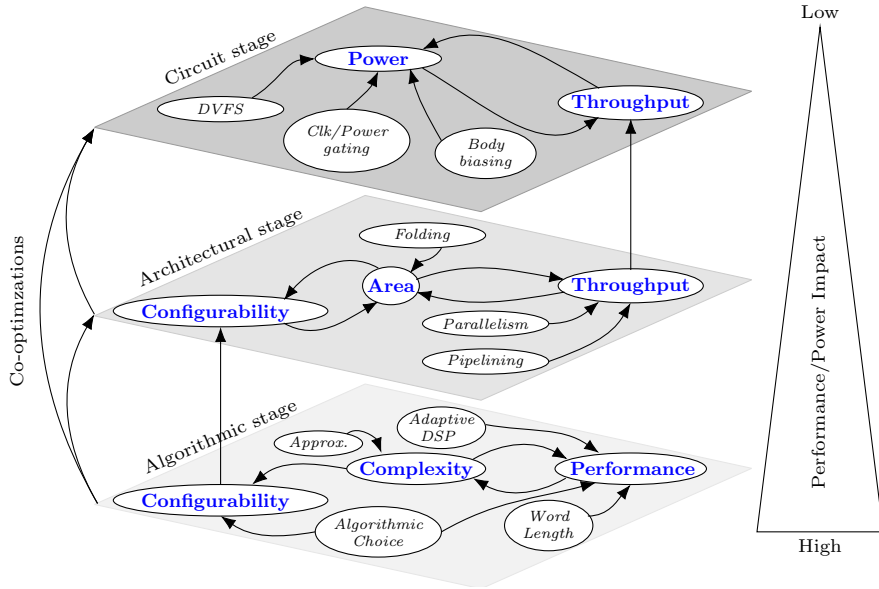 Low
Circuit stage
Power
DVFS
Clk/Power
gating
Body
biasing
Throughput
Architectural stage
Folding
Area
Configurability
Throughput
Parallelism
Pipelining
Algorithmic stage
Adaptive
DSP
Approx.
Complexity
Performance
Configurability
Algorithmic
Choice
Word
Length
Co-optimzations
Performance/Power Impact
High